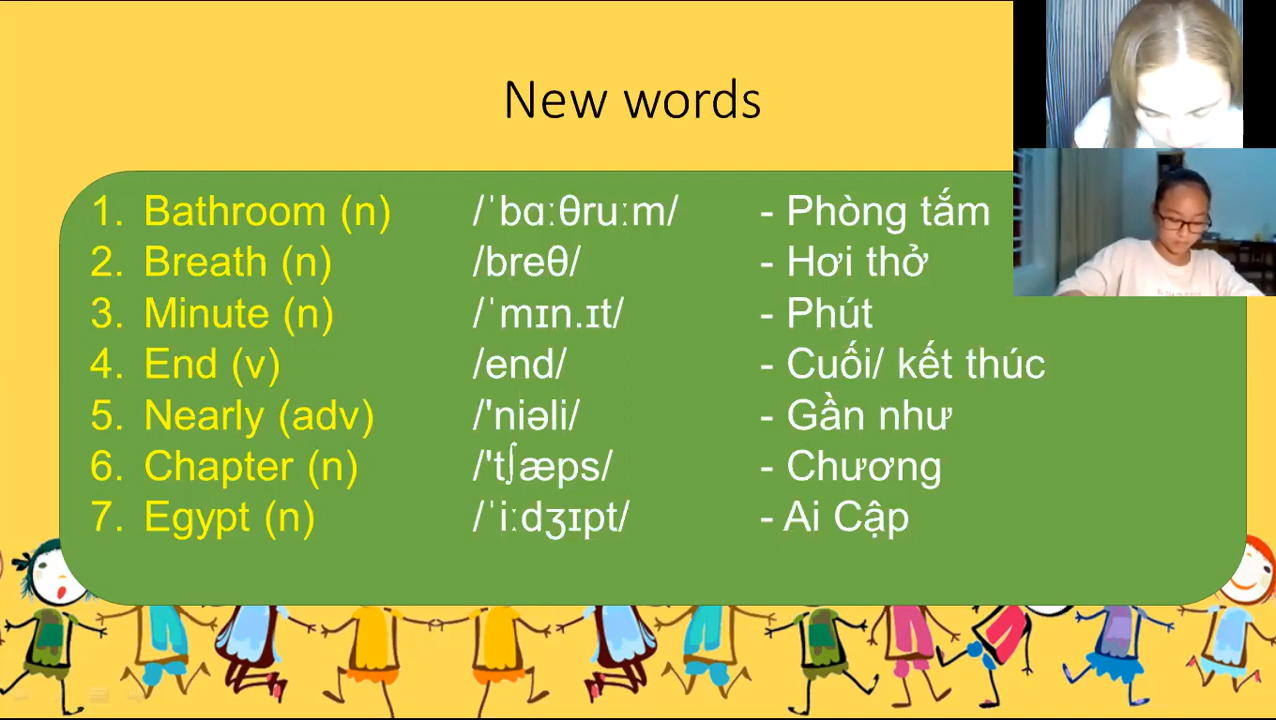 New words
1. Bathroom (n) /ˈbɑːθruːm/ - Phòng tắm
2. Breath (n) /breθ/ - Hơi thở
3. Minute (n) /ˈmɪn.ɪt/ - Phút
4. End (v) /end/ - Cuối/ kết thúc
5. Nearly (adv) /'niəli/ - Gần như
6. Chapter (n) /'t∫æps/ - Chương
7. Egypt (n) /ˈiːdʒɪpt/ - Ai Cập